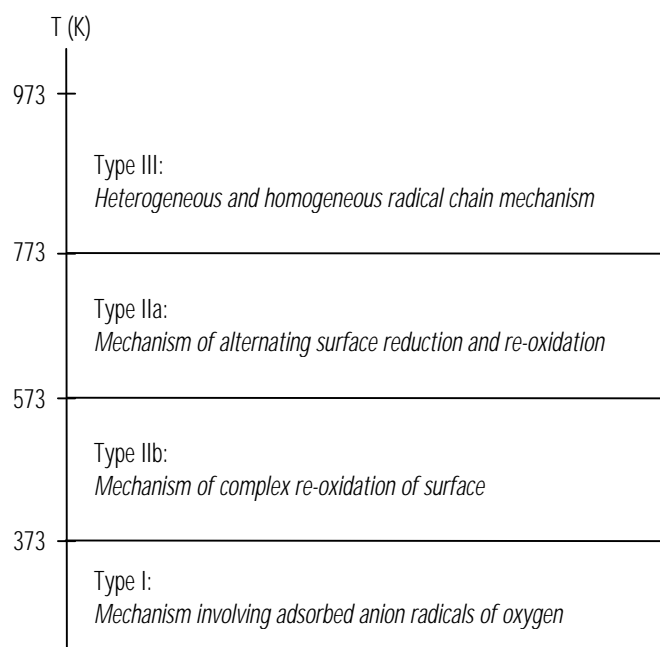 T (K)
973
Type III:
Heterogeneous and homogeneous radical chain mechanism
773
Type IIa:
Mechanism of alternating surface reduction and re-oxidation
573
Type IIb:
Mechanism of complex re-oxidation of surface
373
Type I:
Mechanism involving adsorbed anion radicals of oxygen